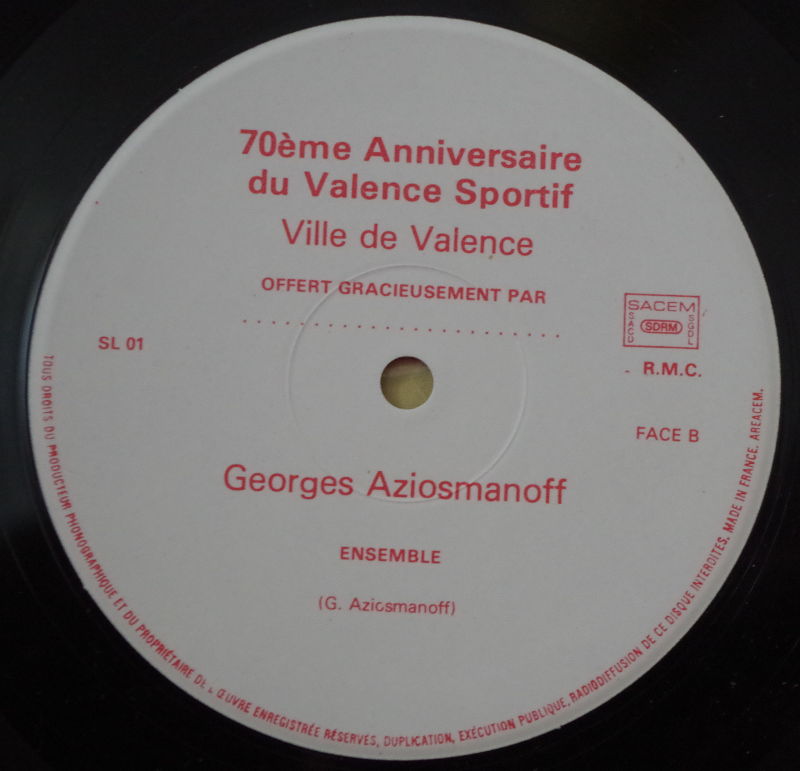 70ème Anniversaire
du Valence Sportif
Ville de Valence
OFFERT GRACIEUSEMENT PAR
........................
SL 01
SACEM
SACD
SDRM
SGDL
R.M.C.
FACE B
Georges Aziosmanoff
ENSEMBLE
(G. Aziosmanoff)
TOUS DROITS DU PRODUCTEUR PHONOGRAPHIQUE ET DU PROPRIÉTAIRE DE L'ŒUVRE ENREGISTRÉE RÉSERVÉS, DUPLICATION, EXÉCUTION PUBLIQUE, RADIODIFFUSION DE CE DISQUE INTERDITES. MADE IN FRANCE. AREACEM.